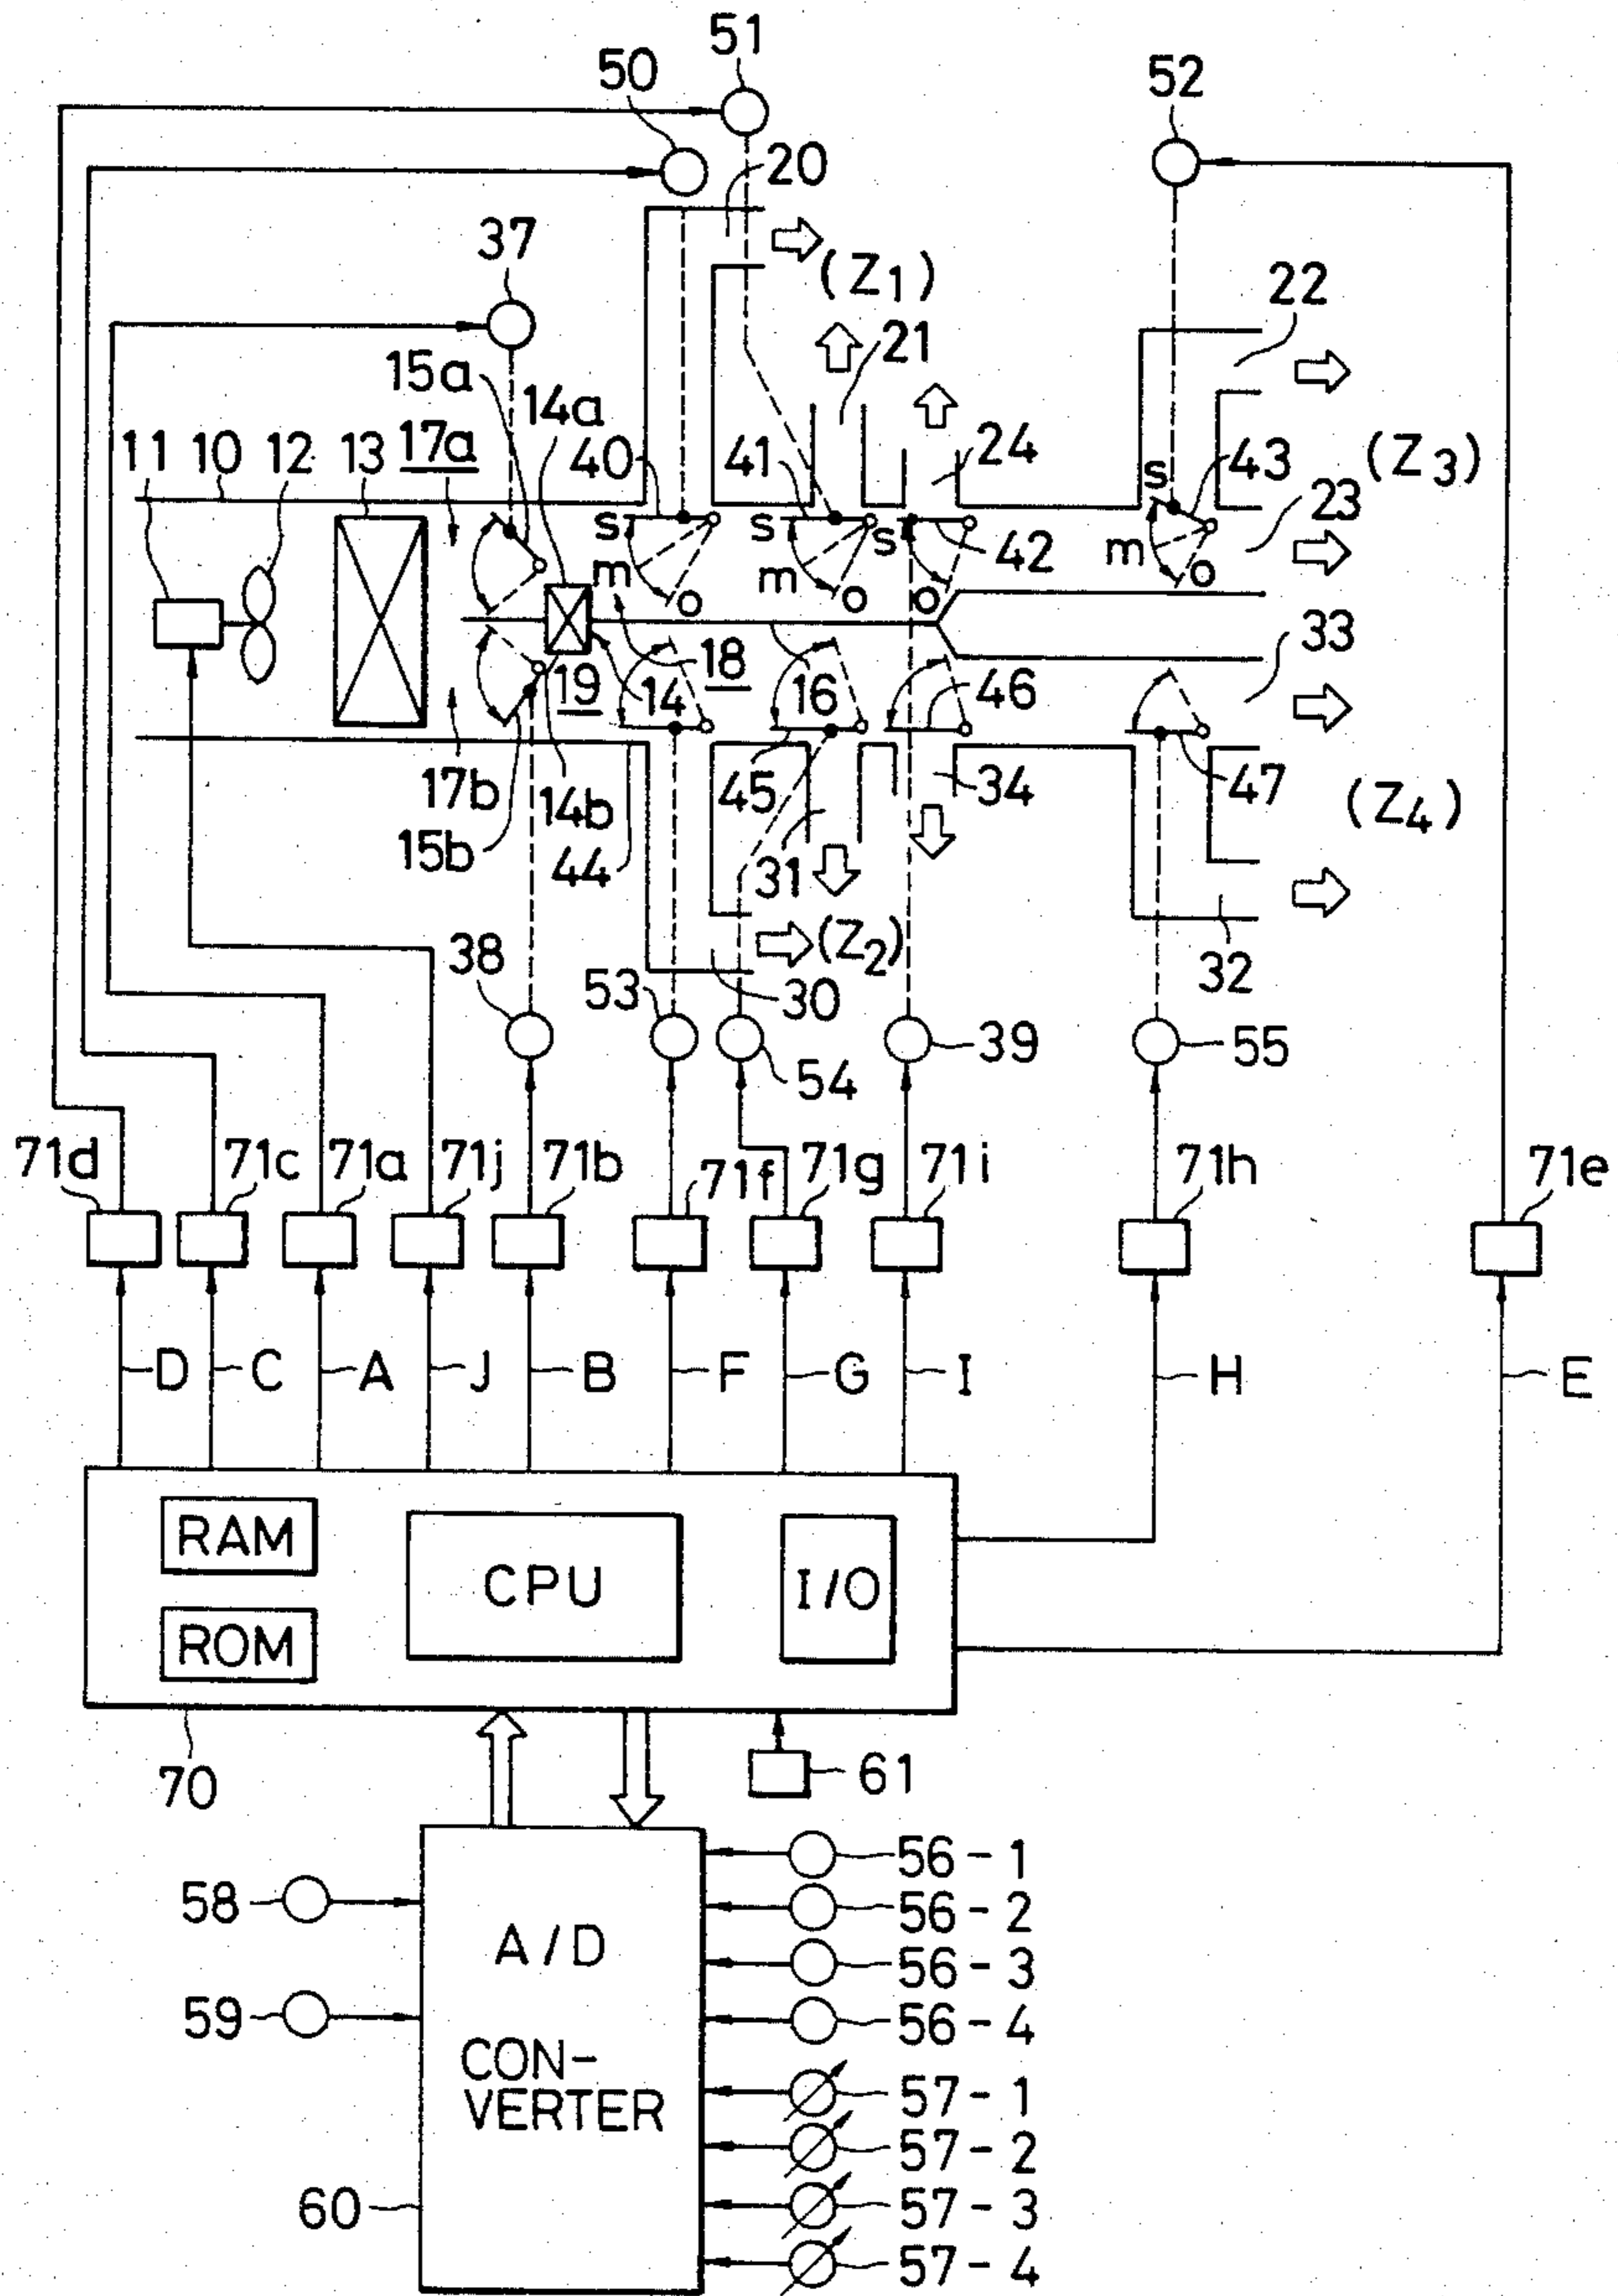 51
50
52
20
37
(Z1)
22
21
15a
14a
11 10 12 13 17a
40 41 24 43 (Z3)
s
s s s
23
m m m
42
o o o o
33
18
19 14 16 46
17b 14b 45 34 47
(Z4)
15b
44 31
38 (Z2)
53 30 32
39 55
54
71d 71c 71a 71j 71b 71f 71g 71i 71h 71e
D C A J B F G I H E
RAM
CPU I/O
ROM
70 61
56-1
58 56-2
A/D
56-3
59 56-4
CON-
VERTER
57-1
57-2
60 57-3
57-4